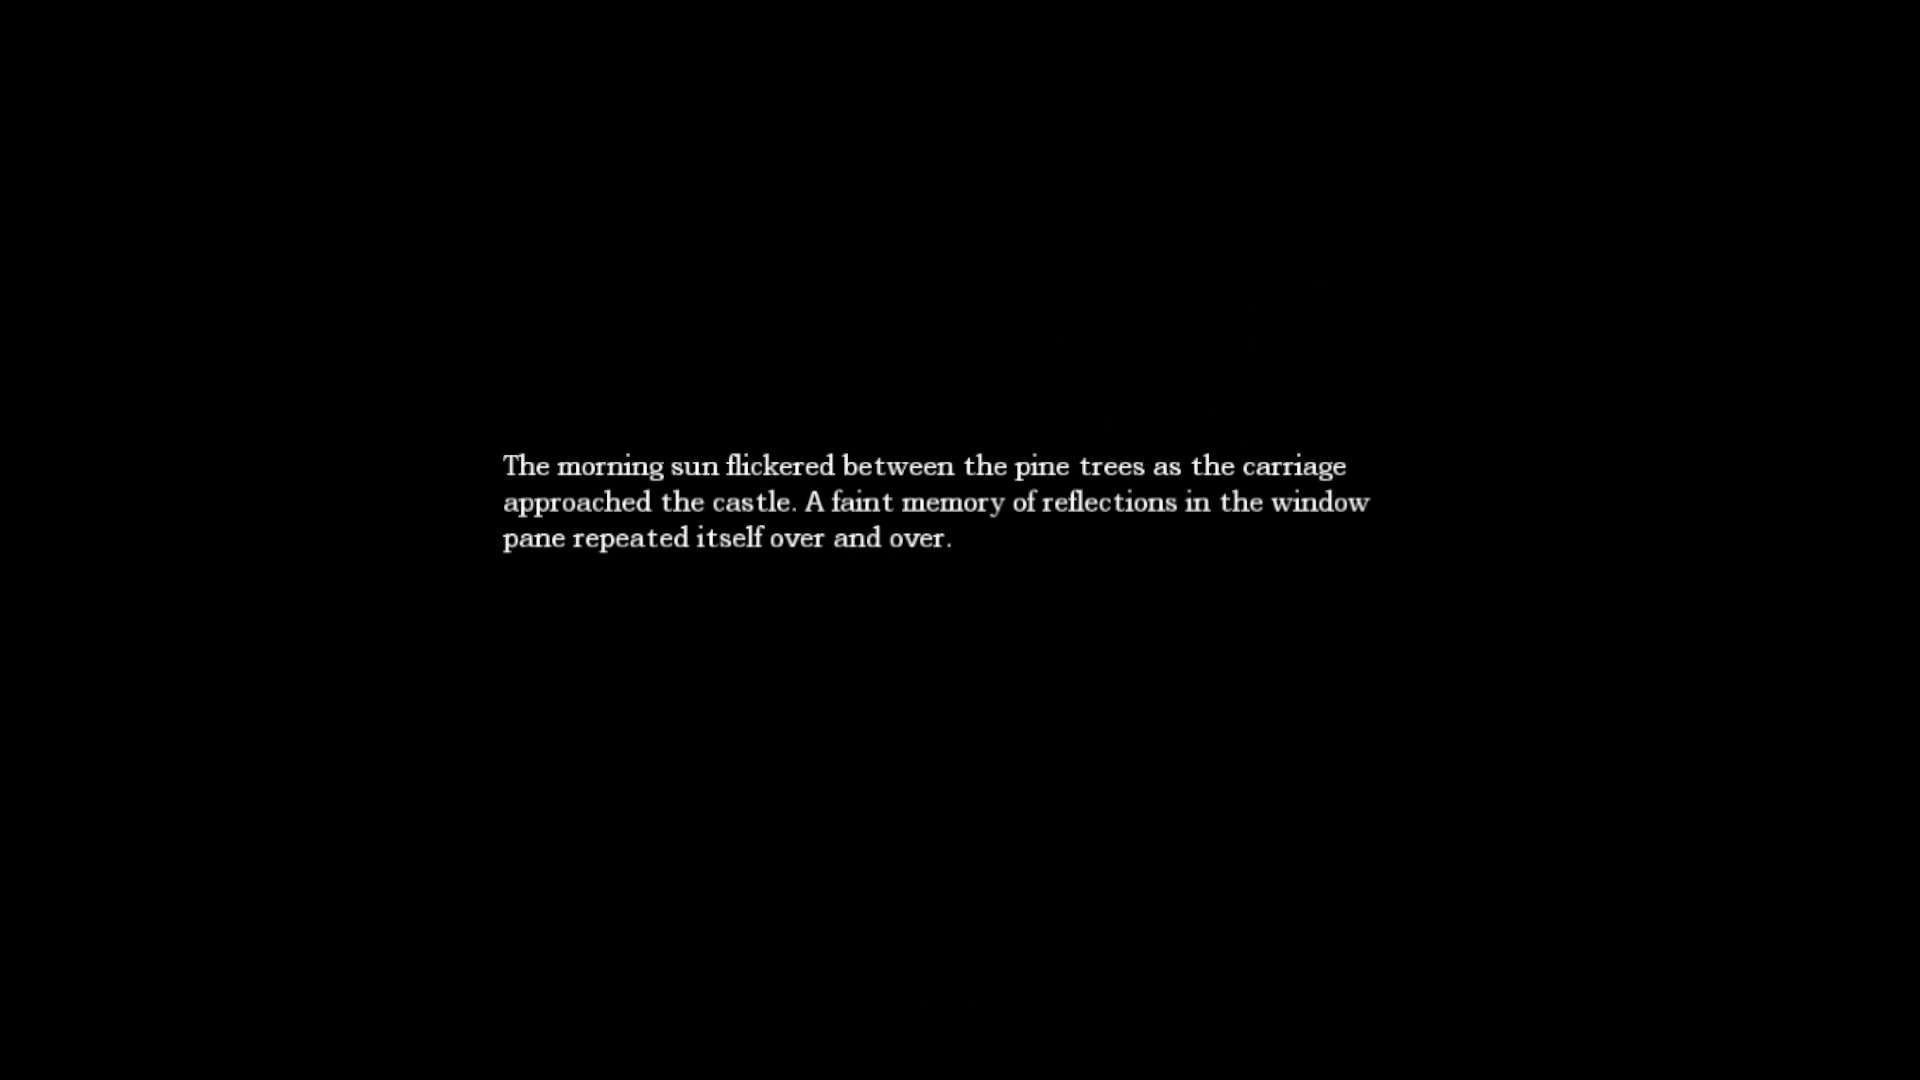 The morning sun flickered between the pine trees as the carriage
approached the castle. A faint memory of reflections in the window
pane repeated itself over and over.